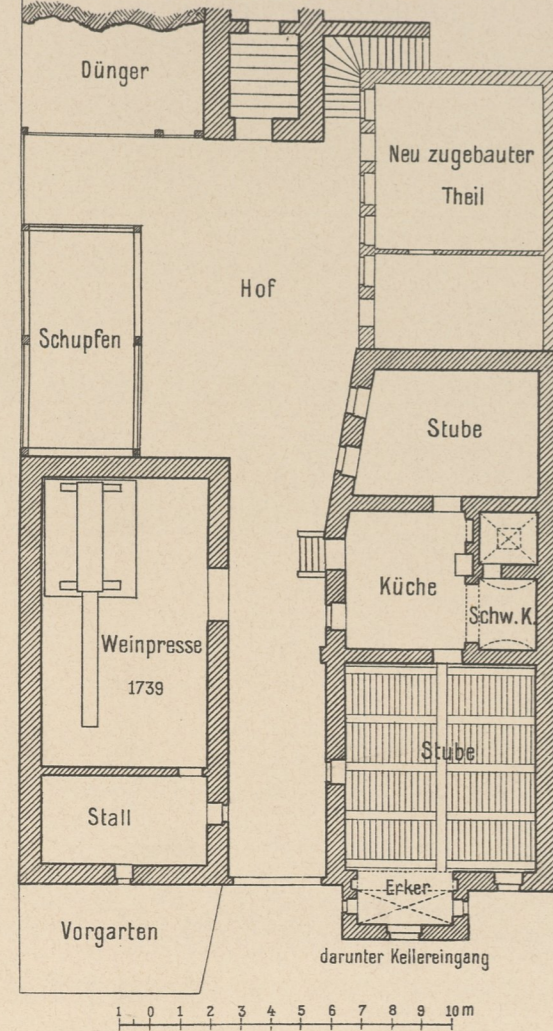 Dünger
Neu zugebauter
Theil
Hof
Schupfen
Stube
Küche
Schw. K.
Weinpresse
1739
Stube
Stall
Erker
Vorgarten
darunter Kellereingang
1 0 1 2 3 4 5 6 7 8 9 10 m